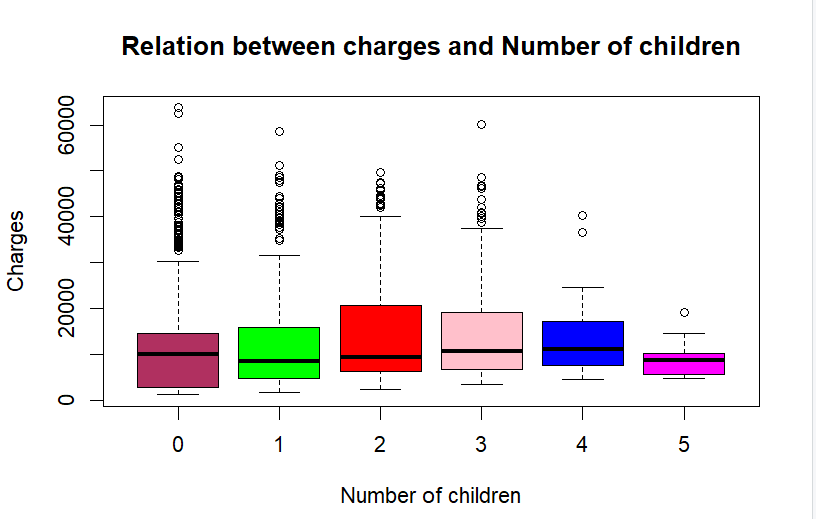 Relation between charges and Number of children
60000
40000
20000
0
Charges
0 1 2 3 4 5
Number of children